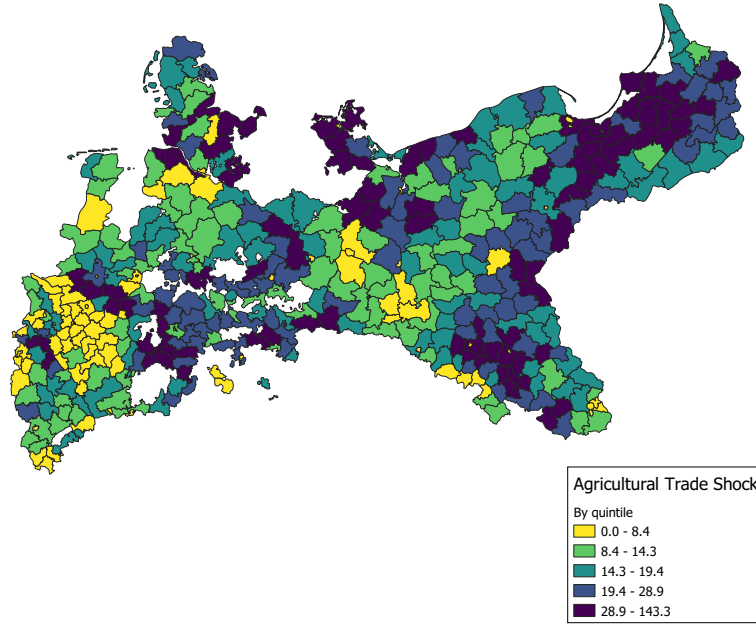 Agricultural Trade Shock
By quintile
0.0 - 8.4
8.4 - 14.3
14.3 - 19.4
19.4 - 28.9
28.9 - 143.3